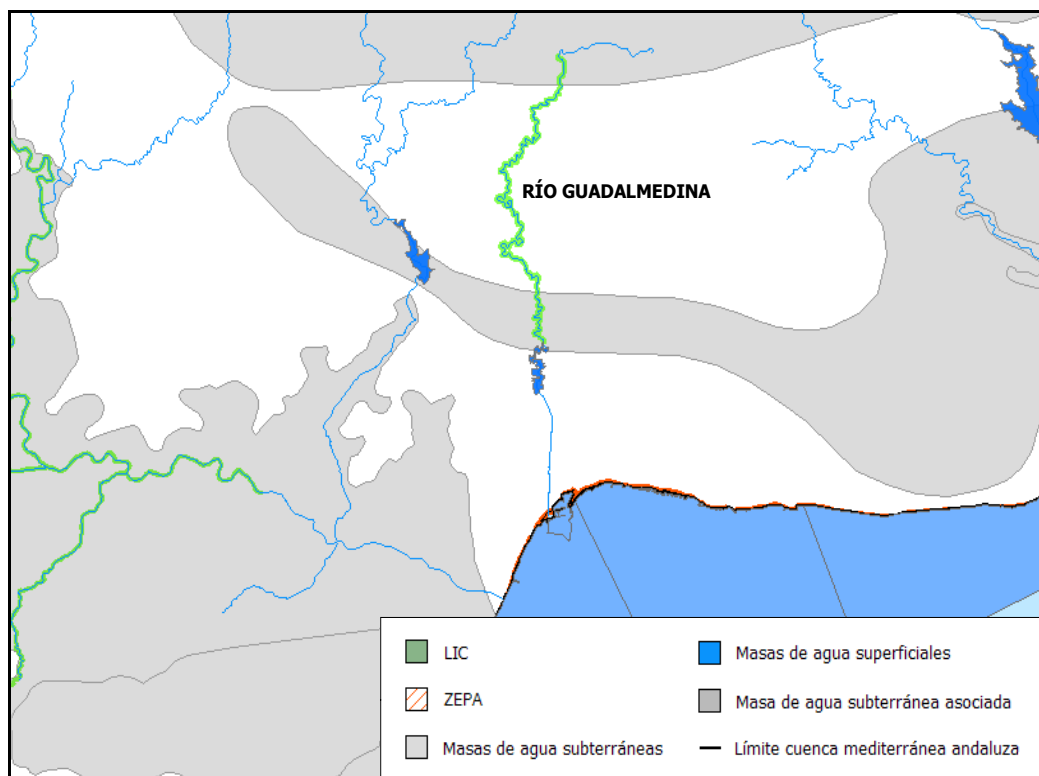 RÍO GUADALMEDINA
LIC
ZEPA
Masas de agua subterráneas
Masas de agua superficiales
Masa de agua subterránea asociada
Límite cuenca mediterránea andaluza